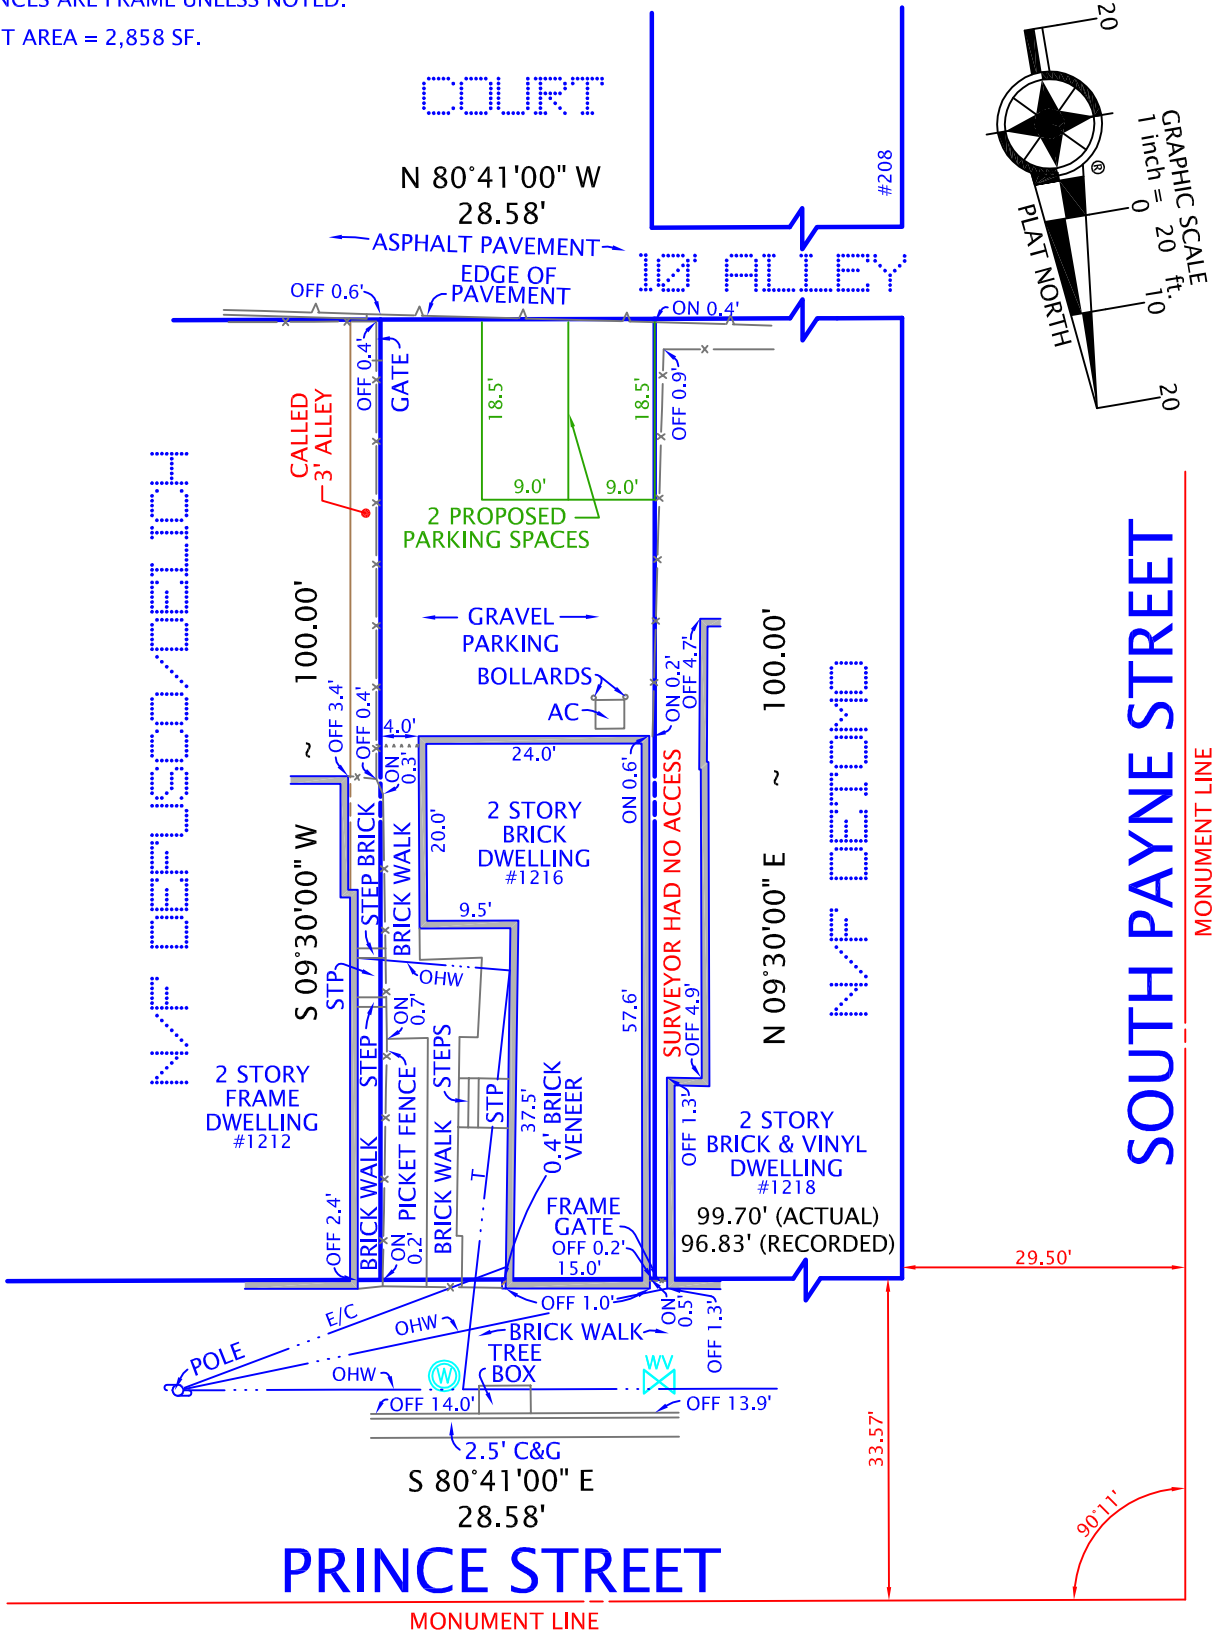 NCES ARE FRAME UNLESS NOTED.
T AREA = 2,858 SF.
COURT
N 80°41'00" W
28.58'
ASPHALT PAVEMENT
EDGE OF
PAVEMENT
10' ALLEY
#208
20
GRAPHIC SCALE
1 inch = 20 ft.
0
10
20
®
PLAT NORTH
OFF 0.6'
ON 0.4'
OFF 0.4'
GATE
CALLED
3' ALLEY
18.5'
18.5'
OFF 0.9'
9.0'
9.0'
2 PROPOSED
PARKING SPACES
N/F DEFUSCO/DELICH
S 09°30'00" W ~ 100.00'
GRAVEL
PARKING
BOLLARDS
AC
OFF 3.4'
OFF 0.4'
4.0'
ON
0.3'
24.0'
ON 0.6'
ON 0.2'
OFF 4.7'
2 STORY
BRICK
DWELLING
#1216
20.0'
9.5'
STEP BRICK
BRICK WALK
SURVEYOR HAD NO ACCESS
N 09°30'00" E ~ 100.00'
N/F DETOMO
SOUTH PAYNE STREET
MONUMENT LINE
OHW
STP
ON
0.7'
57.6'
OFF 4.9'
2 STORY
FRAME
DWELLING
#1212
STEP
STEPS
STP
PICKET FENCE
BRICK WALK
BRICK WALK
37.5'
0.4' BRICK
VENEER
T
OFF 1.3'
2 STORY
BRICK & VINYL
DWELLING
#1218
99.70' (ACTUAL)
96.83' (RECORDED)
FRAME
GATE
OFF 0.2'
15.0'
OFF 2.4'
ON
0.2'
29.50'
OFF 1.0'
ON
0.5'
OFF 1.3'
E/C
OHW
BRICK WALK
POLE
OHW
W
TREE
BOX
WV
OFF 14.0'
OFF 13.9'
2.5' C&G
S 80°41'00" E
28.58'
33.57'
90°11'
PRINCE STREET
MONUMENT LINE